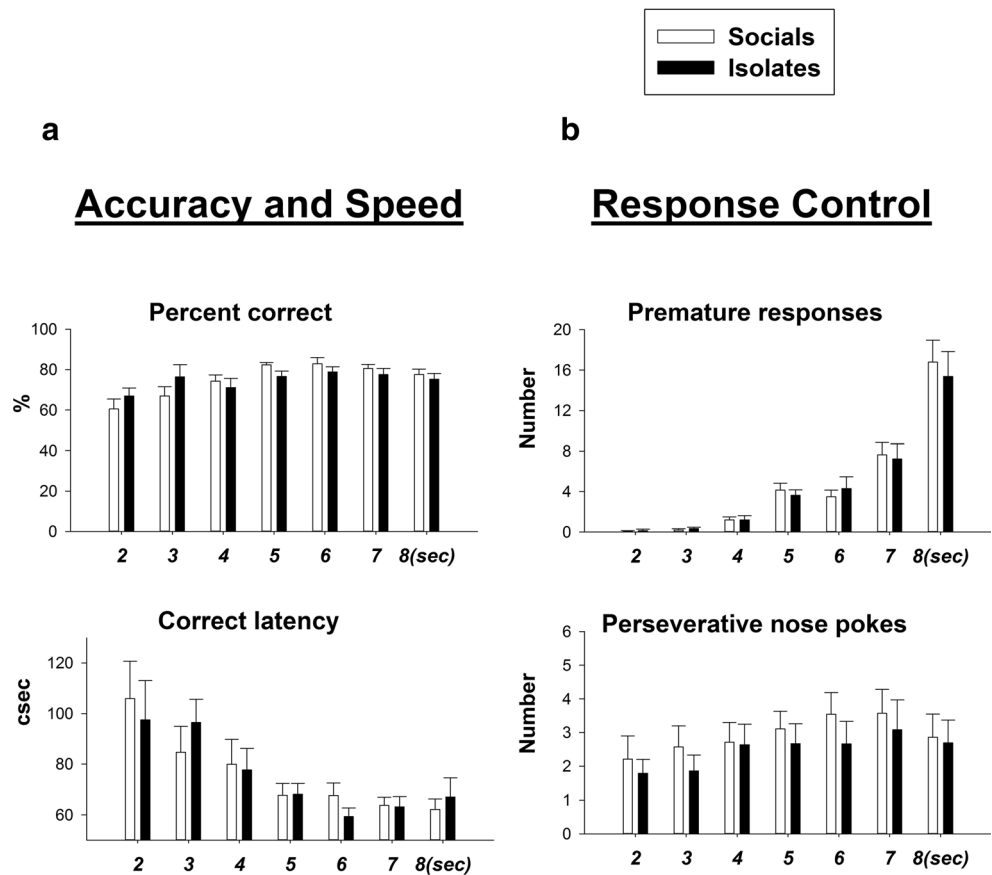 Socials
Isolates
a
Accuracy and Speed
Percent correct
%
100
80
60
40
20
0
2 3 4 5 6 7 8(sec)
Correct latency
csec
120
100
80
60
2 3 4 5 6 7 8(sec)
b
Response Control
Premature responses
Number
20
16
12
8
4
0
2 3 4 5 6 7 8(sec)
Perseverative nose pokes
Number
6
5
4
3
2
1
0
2 3 4 5 6 7 8(sec)